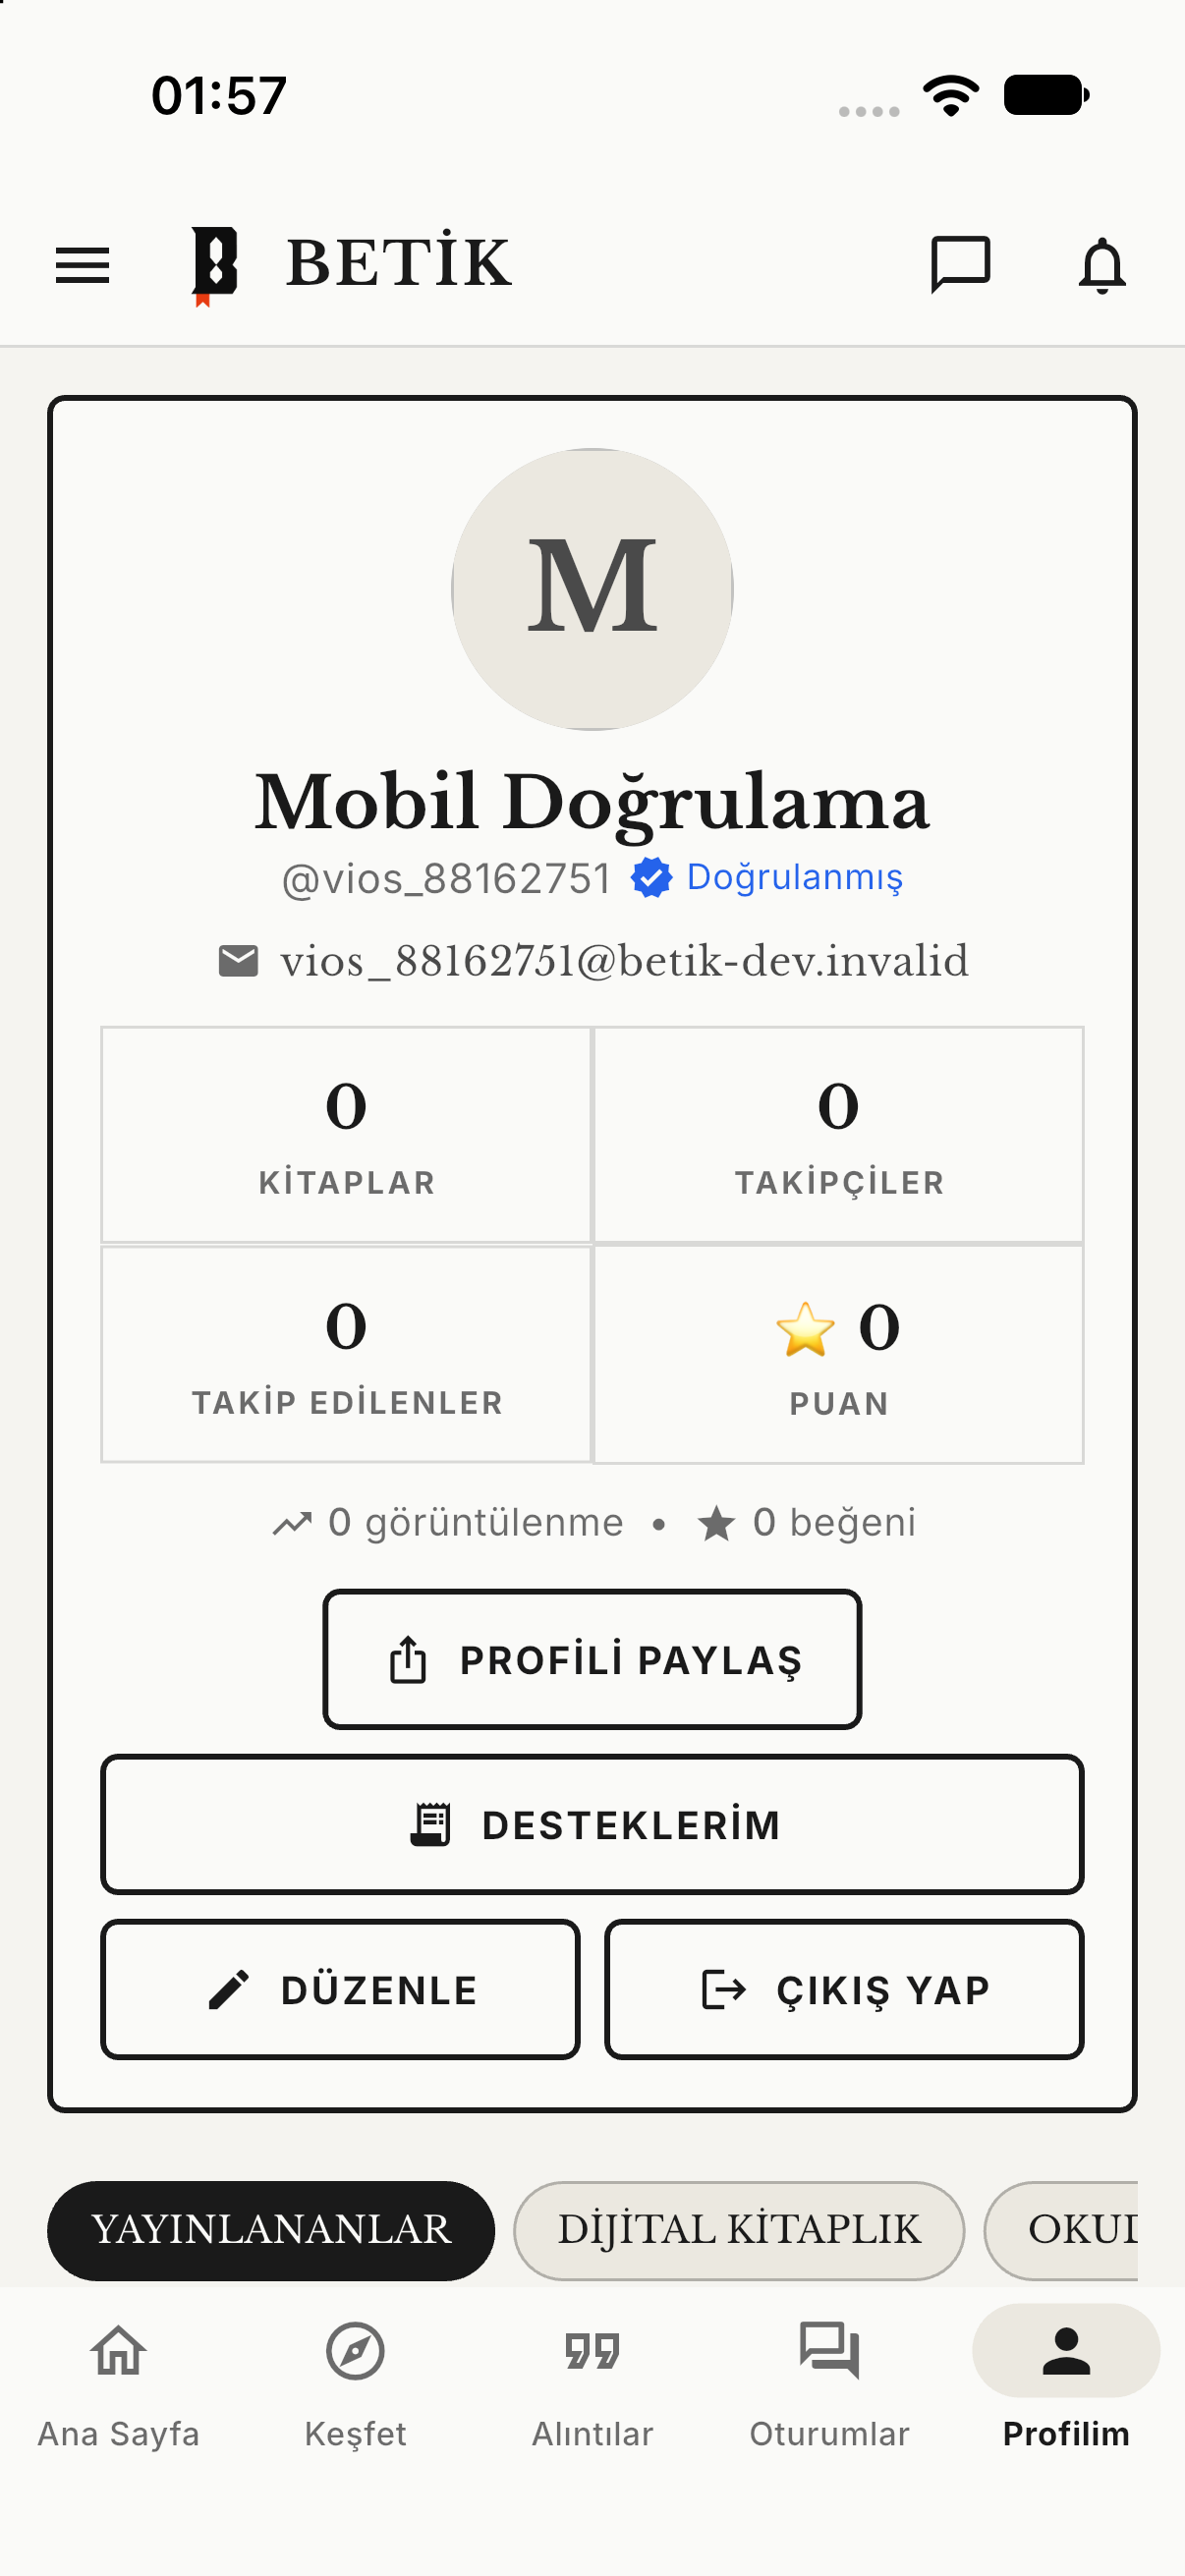 01:57
BETİK
M
Mobil Doğrulama
@vios_88162751 Doğrulanmış
vios_88162751@betik-dev.invalid
0 0
KİTAPLAR TAKİPÇİLER
0 ⭐ 0
TAKİP EDİLENLER PUAN
0 görüntülenme • 0 beğeni
PROFİLİ PAYLAŞ
DESTEKLERİM
DÜZENLE ÇIKIŞ YAP
YAYINLANANLAR DİJİTAL KİTAPLIK
Ana Sayfa Keşfet Alıntılar Oturumlar Profilim